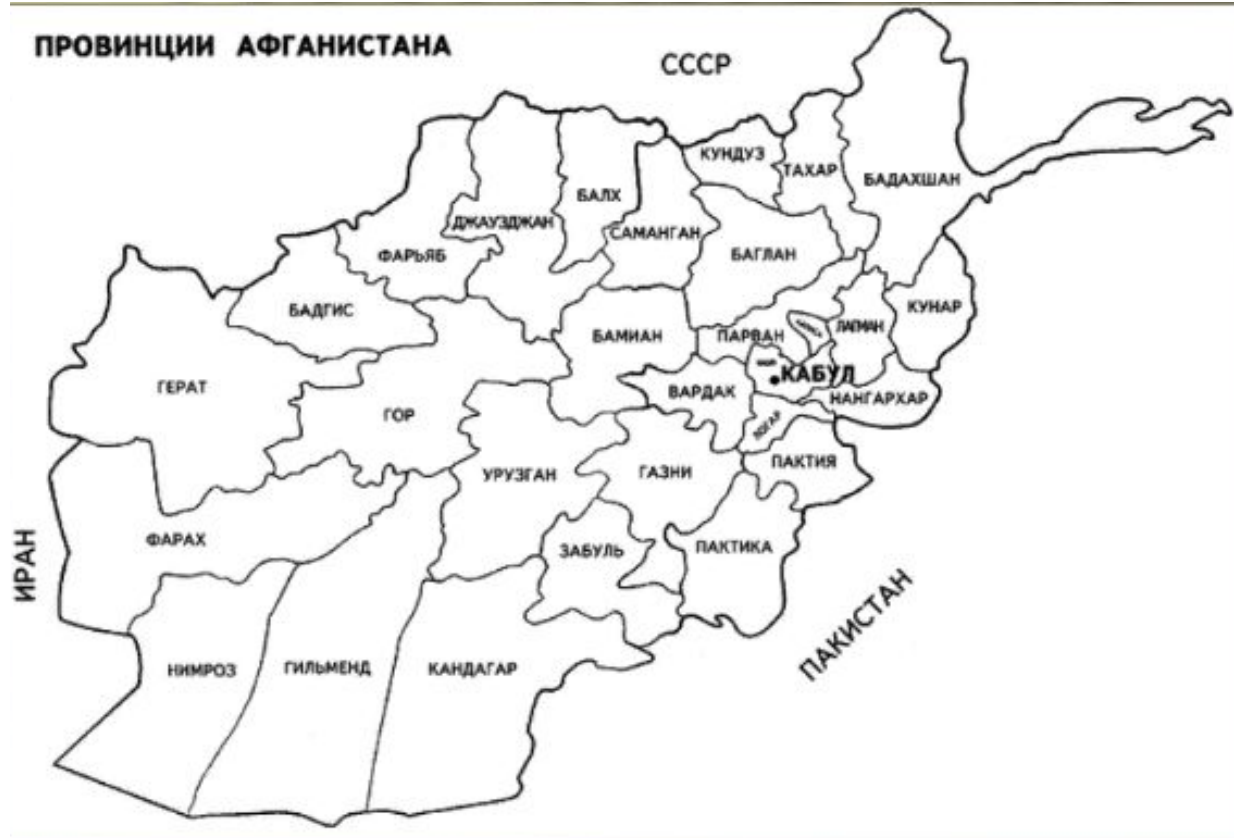 ПРОВИНЦИИ АФГАНИСТАНА
СССР
КУНДУЗ
ТАХАР
БАДАХШАН
БАЛХ
ДЖАУЗДЖАН
САМАНГАН
ФАРЬЯБ
БАГЛАН
БАДГИС
КУНАР
БАМИАН
ПАРВАН
ЛАГМАН
КАБУЛ
ГЕРАТ
ВАРДАК
НАНГАРХАР
ГОР
ЛОГАР
УРУЗГАН
ГАЗНИ
ПАКТИЯ
ФАРАХ
ЗАБУЛЬ
ПАКТИКА
ИРАН
ПАКИСТАН
НИМРОЗ
ГИЛЬМЕНД
КАНДАГАР